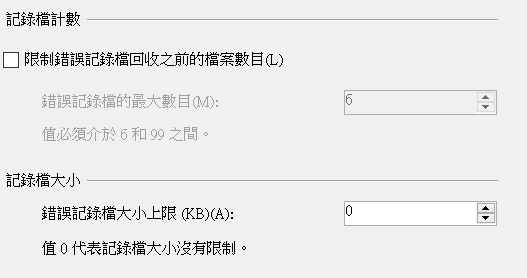 記錄檔計數
限制錯誤記錄檔回收之前的檔案數目(L)
錯誤記錄檔的最大數目(M): 6
值必須介於 6 和 99 之間。
記錄檔大小
錯誤記錄檔大小上限 (KB)(A): 0
值 0 代表記錄檔大小沒有限制。